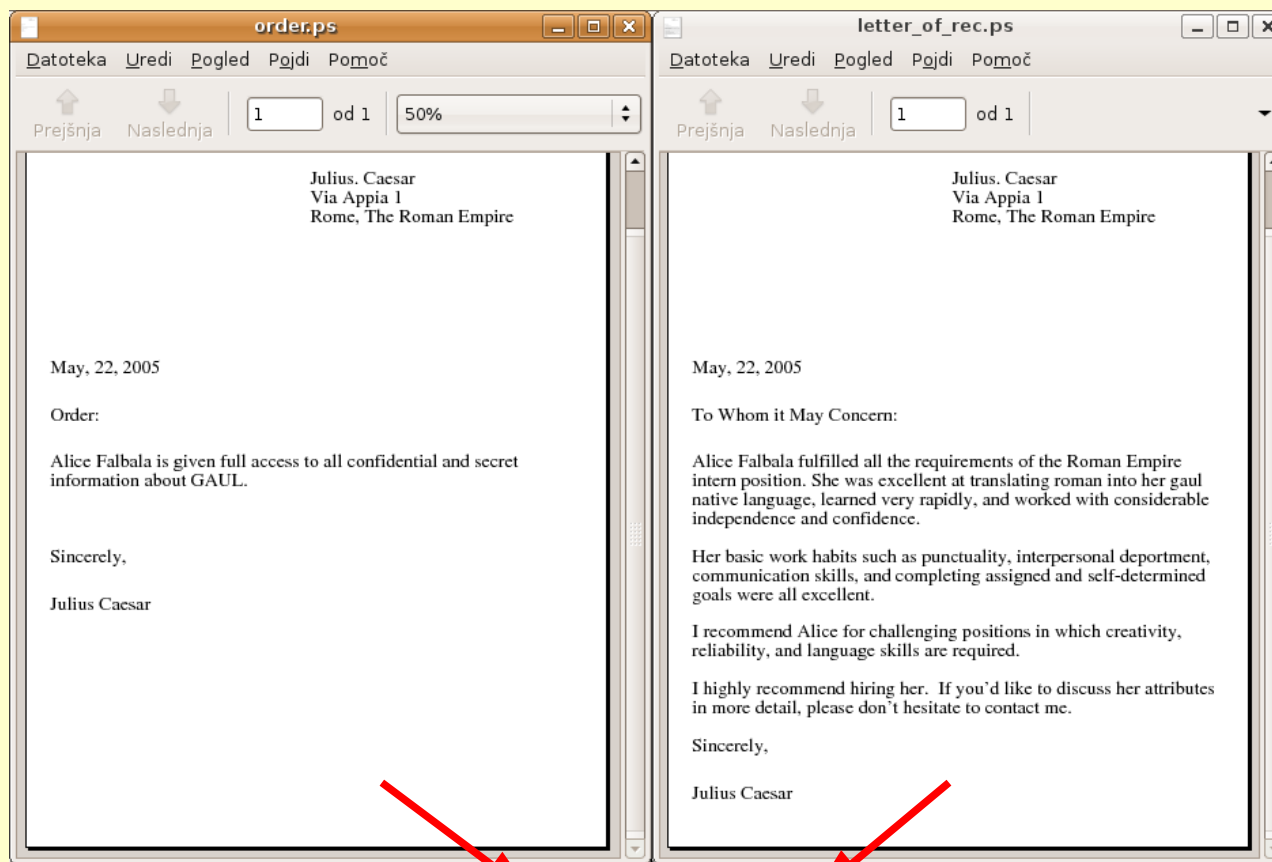 order.ps
Datoteka Uredi Pogled Pojdi Pomoč
Prejšnja Naslednja 1 od 1 50%
Julius. Caesar
Via Appia 1
Rome, The Roman Empire
May, 22, 2005
Order:
Alice Falbala is given full access to all confidential and secret
information about GAUL.
Sincerely,
Julius Caesar
letter_of_rec.ps
Datoteka Uredi Pogled Pojdi Pomoč
Prejšnja Naslednja 1 od 1
Julius. Caesar
Via Appia 1
Rome, The Roman Empire
May, 22, 2005
To Whom it May Concern:
Alice Falbala fulfilled all the requirements of the Roman Empire
intern position. She was excellent at translating roman into her gaul
native language, learned very rapidly, and worked with considerable
independence and confidence.
Her basic work habits such as punctuality, interpersonal deportment,
communication skills, and completing assigned and self-determined
goals were all excellent.
I recommend Alice for challenging positions in which creativity,
reliability, and language skills are required.
I highly recommend hiring her.  If you'd like to discuss her attributes
in more detail, please don't hesitate to contact me.
Sincerely,
Julius Caesar